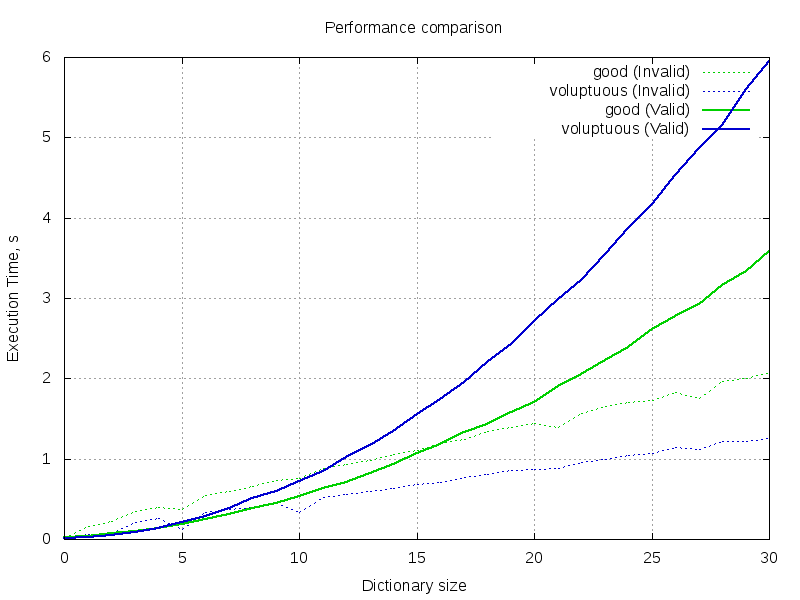 Performance comparison
6
good (Invalid)
voluptuous (Invalid)
good (Valid)
voluptuous (Valid)
5
4
3
2
1
0
Execution Time, s
0 5 10 15 20 25 30
Dictionary size